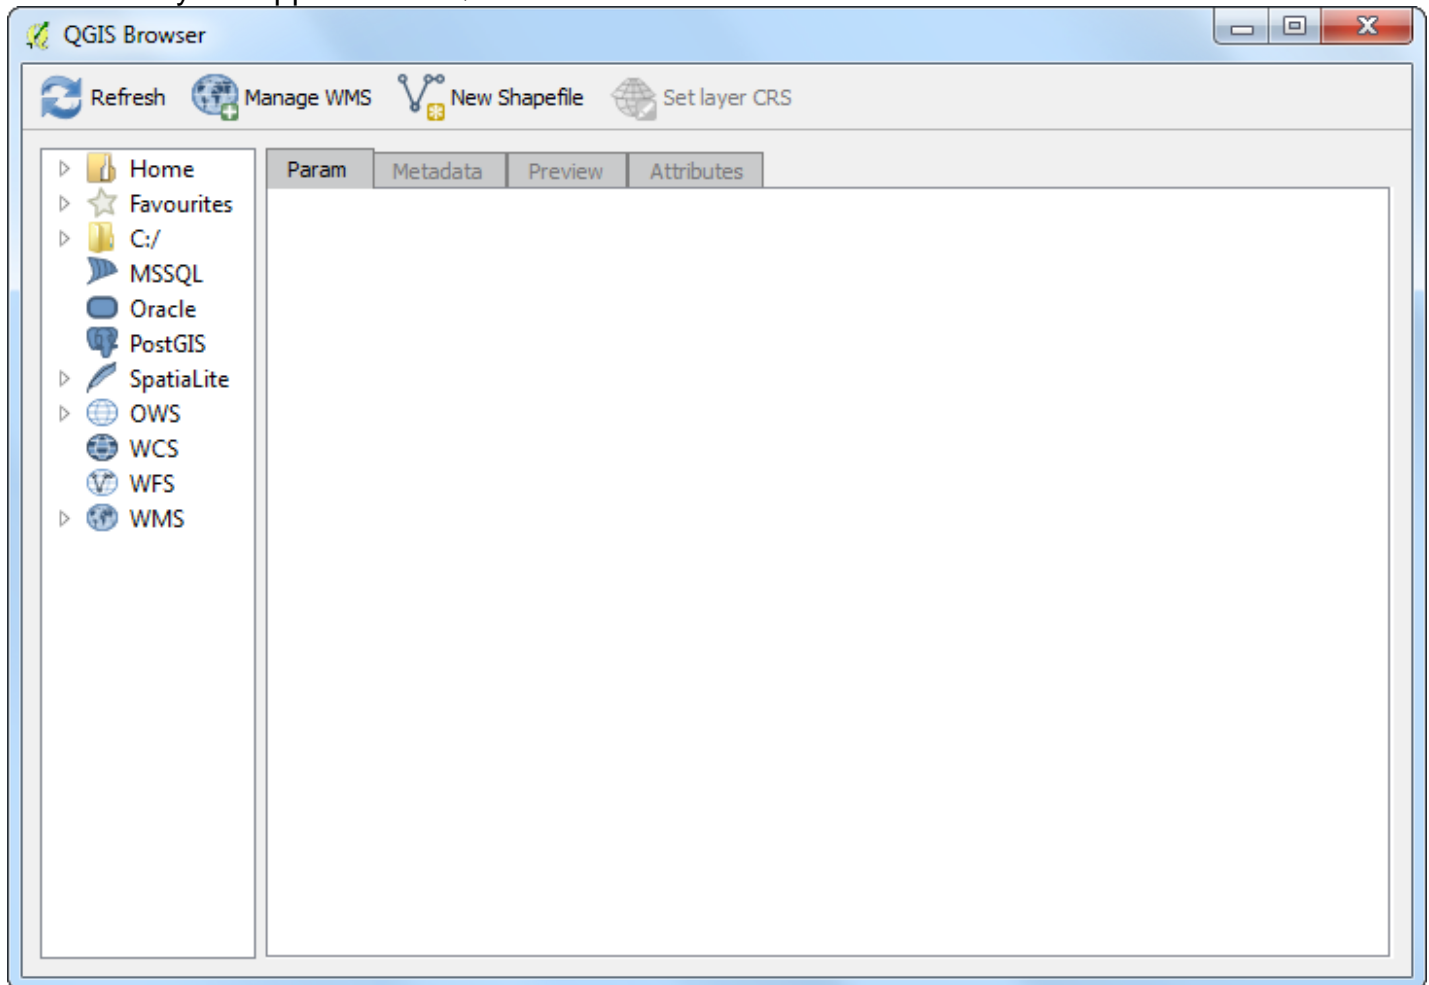 QGIS Browser
Refresh Manage WMS New Shapefile Set layer CRS
Param Metadata Preview Attributes
Home
Favourites
C:/
MSSQL
Oracle
PostGIS
SpatiaLite
OWS
WCS
WFS
WMS